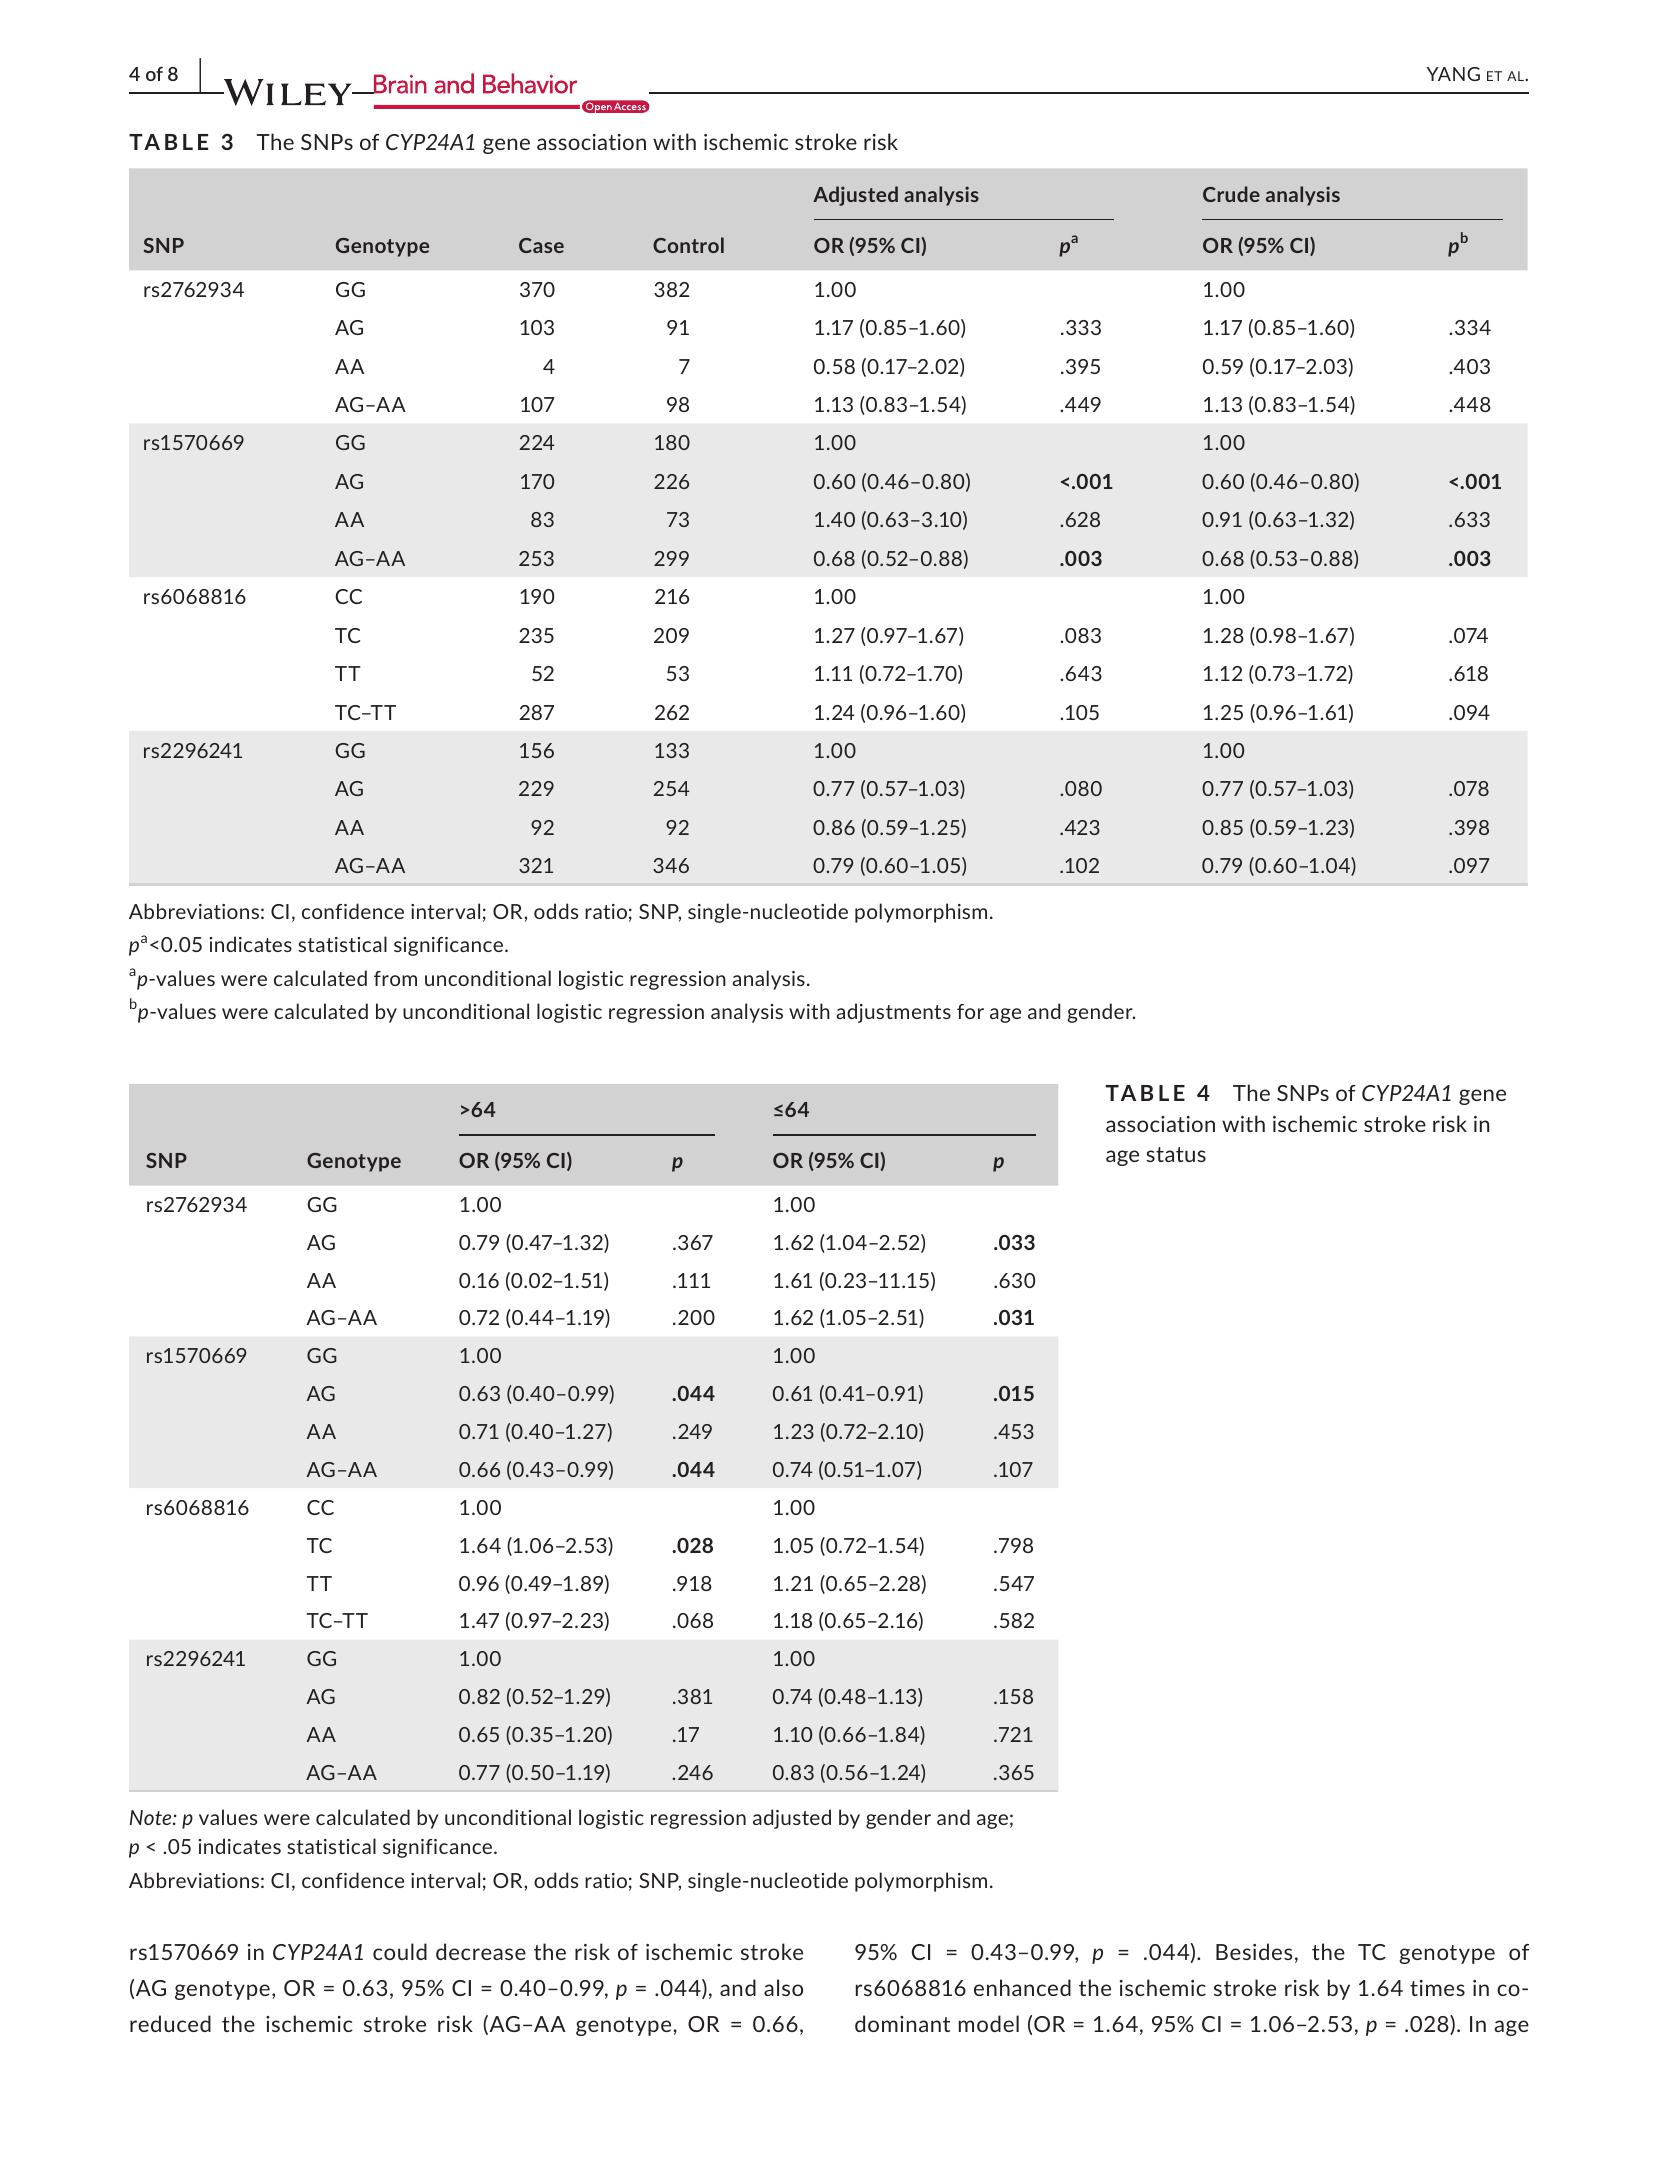 4 of 8
WILEY Brain and Behavior
Open Access
YANG ET AL.
TABLE 3 The SNPs of CYP24A1 gene association with ischemic stroke risk
Adjusted analysis Crude analysis
SNP Genotype Case Control OR (95% CI) pa OR (95% CI) pb
rs2762934 GG 370 382 1.00 1.00
AG 103 91 1.17 (0.85–1.60) .333 1.17 (0.85–1.60) .334
AA 4 7 0.58 (0.17–2.02) .395 0.59 (0.17–2.03) .403
AG–AA 107 98 1.13 (0.83–1.54) .449 1.13 (0.83–1.54) .448
rs1570669 GG 224 180 1.00 1.00
AG 170 226 0.60 (0.46–0.80) <.001 0.60 (0.46–0.80) <.001
AA 83 73 1.40 (0.63–3.10) .628 0.91 (0.63–1.32) .633
AG–AA 253 299 0.68 (0.52–0.88) .003 0.68 (0.53–0.88) .003
rs6068816 CC 190 216 1.00 1.00
TC 235 209 1.27 (0.97–1.67) .083 1.28 (0.98–1.67) .074
TT 52 53 1.11 (0.72–1.70) .643 1.12 (0.73–1.72) .618
TC–TT 287 262 1.24 (0.96–1.60) .105 1.25 (0.96–1.61) .094
rs2296241 GG 156 133 1.00 1.00
AG 229 254 0.77 (0.57–1.03) .080 0.77 (0.57–1.03) .078
AA 92 92 0.86 (0.59–1.25) .423 0.85 (0.59–1.23) .398
AG–AA 321 346 0.79 (0.60–1.05) .102 0.79 (0.60–1.04) .097
Abbreviations: CI, confidence interval; OR, odds ratio; SNP, single-nucleotide polymorphism.
pa<0.05 indicates statistical significance.
ap-values were calculated from unconditional logistic regression analysis.
bp-values were calculated by unconditional logistic regression analysis with adjustments for age and gender.
TABLE 4 The SNPs of CYP24A1 gene
association with ischemic stroke risk in
age status
>64 ≤64
SNP Genotype OR (95% CI) p OR (95% CI) p
rs2762934 GG 1.00 1.00
AG 0.79 (0.47–1.32) .367 1.62 (1.04–2.52) .033
AA 0.16 (0.02–1.51) .111 1.61 (0.23–11.15) .630
AG–AA 0.72 (0.44–1.19) .200 1.62 (1.05–2.51) .031
rs1570669 GG 1.00 1.00
AG 0.63 (0.40–0.99) .044 0.61 (0.41–0.91) .015
AA 0.71 (0.40–1.27) .249 1.23 (0.72–2.10) .453
AG–AA 0.66 (0.43–0.99) .044 0.74 (0.51–1.07) .107
rs6068816 CC 1.00 1.00
TC 1.64 (1.06–2.53) .028 1.05 (0.72–1.54) .798
TT 0.96 (0.49–1.89) .918 1.21 (0.65–2.28) .547
TC–TT 1.47 (0.97–2.23) .068 1.18 (0.65–2.16) .582
rs2296241 GG 1.00 1.00
AG 0.82 (0.52–1.29) .381 0.74 (0.48–1.13) .158
AA 0.65 (0.35–1.20) .17 1.10 (0.66–1.84) .721
AG–AA 0.77 (0.50–1.19) .246 0.83 (0.56–1.24) .365
Note: p values were calculated by unconditional logistic regression adjusted by gender and age;
p < .05 indicates statistical significance.
Abbreviations: CI, confidence interval; OR, odds ratio; SNP, single-nucleotide polymorphism.
rs1570669 in CYP24A1 could decrease the risk of ischemic stroke
(AG genotype, OR = 0.63, 95% CI = 0.40–0.99, p = .044), and also
reduced the ischemic stroke risk (AG–AA genotype, OR = 0.66,
95% CI = 0.43–0.99, p = .044). Besides, the TC genotype of
rs6068816 enhanced the ischemic stroke risk by 1.64 times in co-
dominant model (OR = 1.64, 95% CI = 1.06–2.53, p = .028). In age